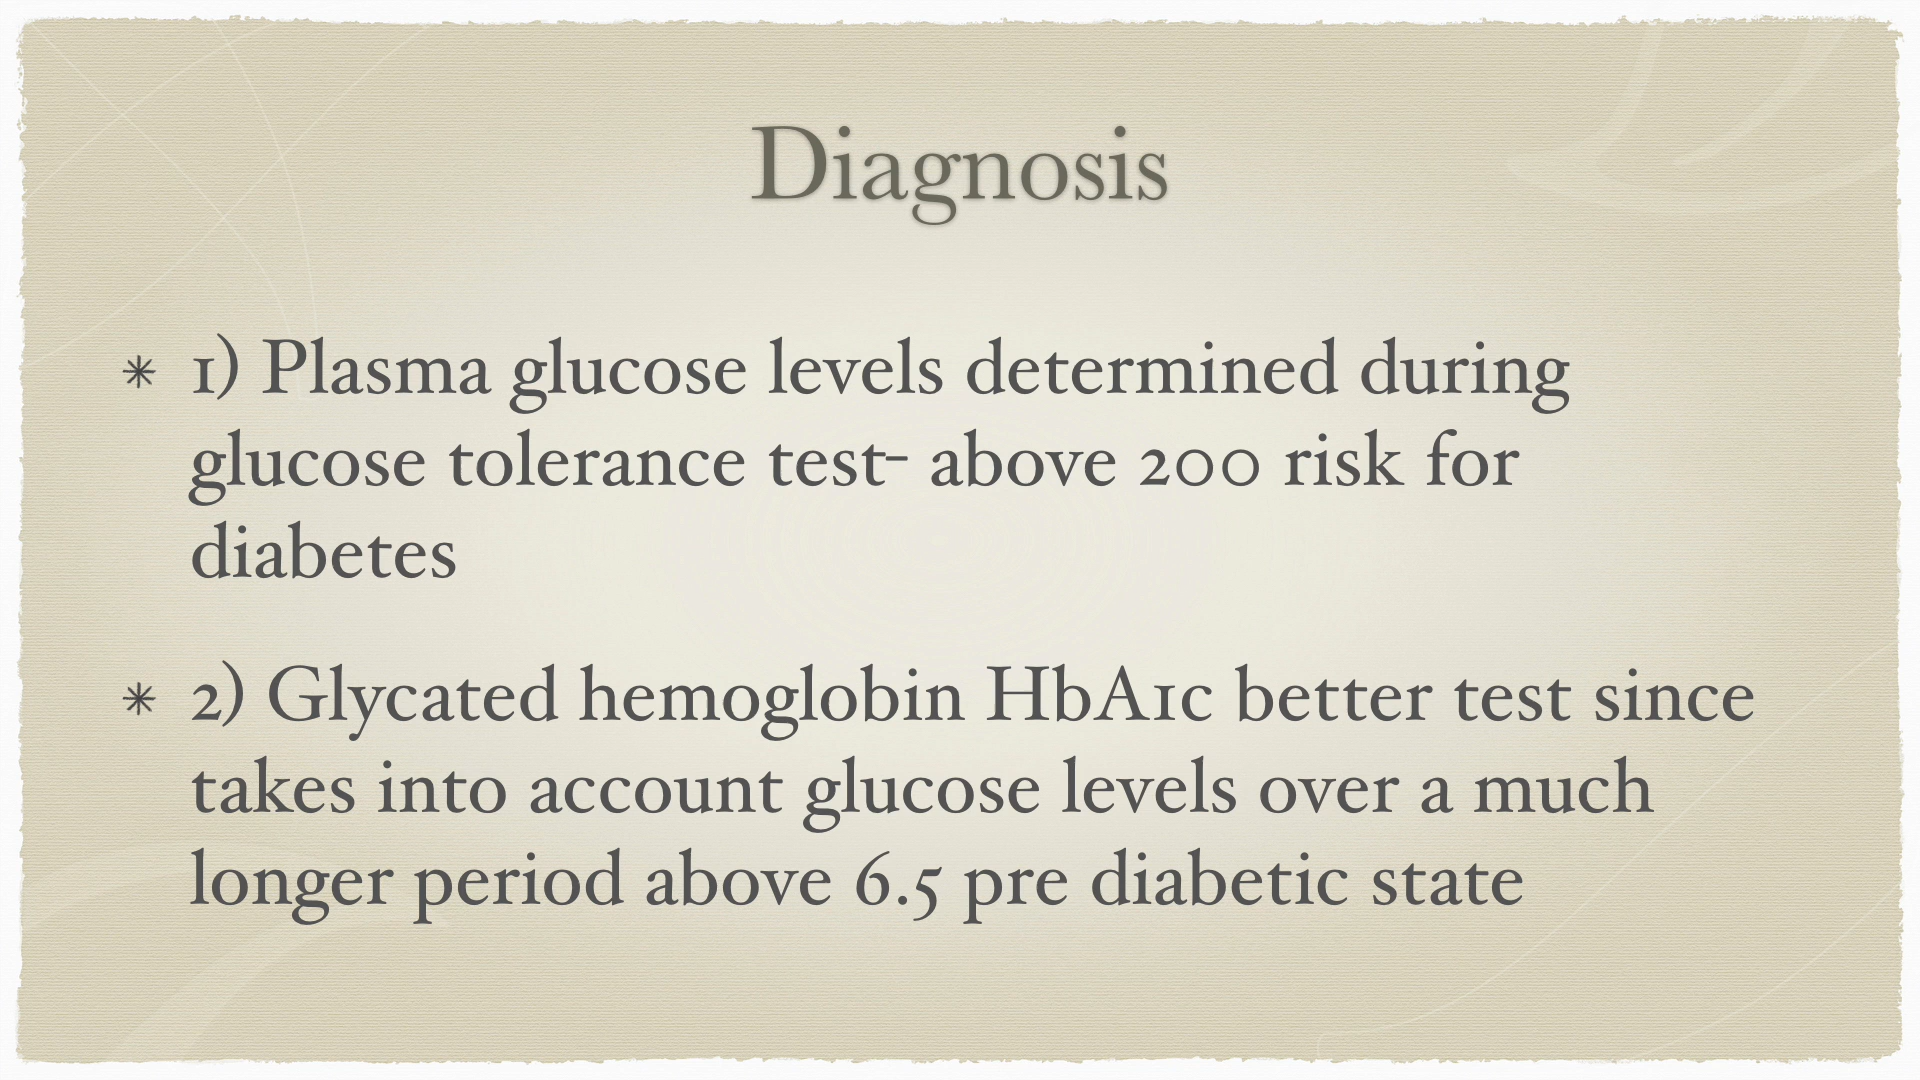 Diagnosis
1) Plasma glucose levels determined during
glucose tolerance test- above 200 risk for
diabetes
2) Glycated hemoglobin HbA1c better test since
takes into account glucose levels over a much
longer period above 6.5 pre diabetic state